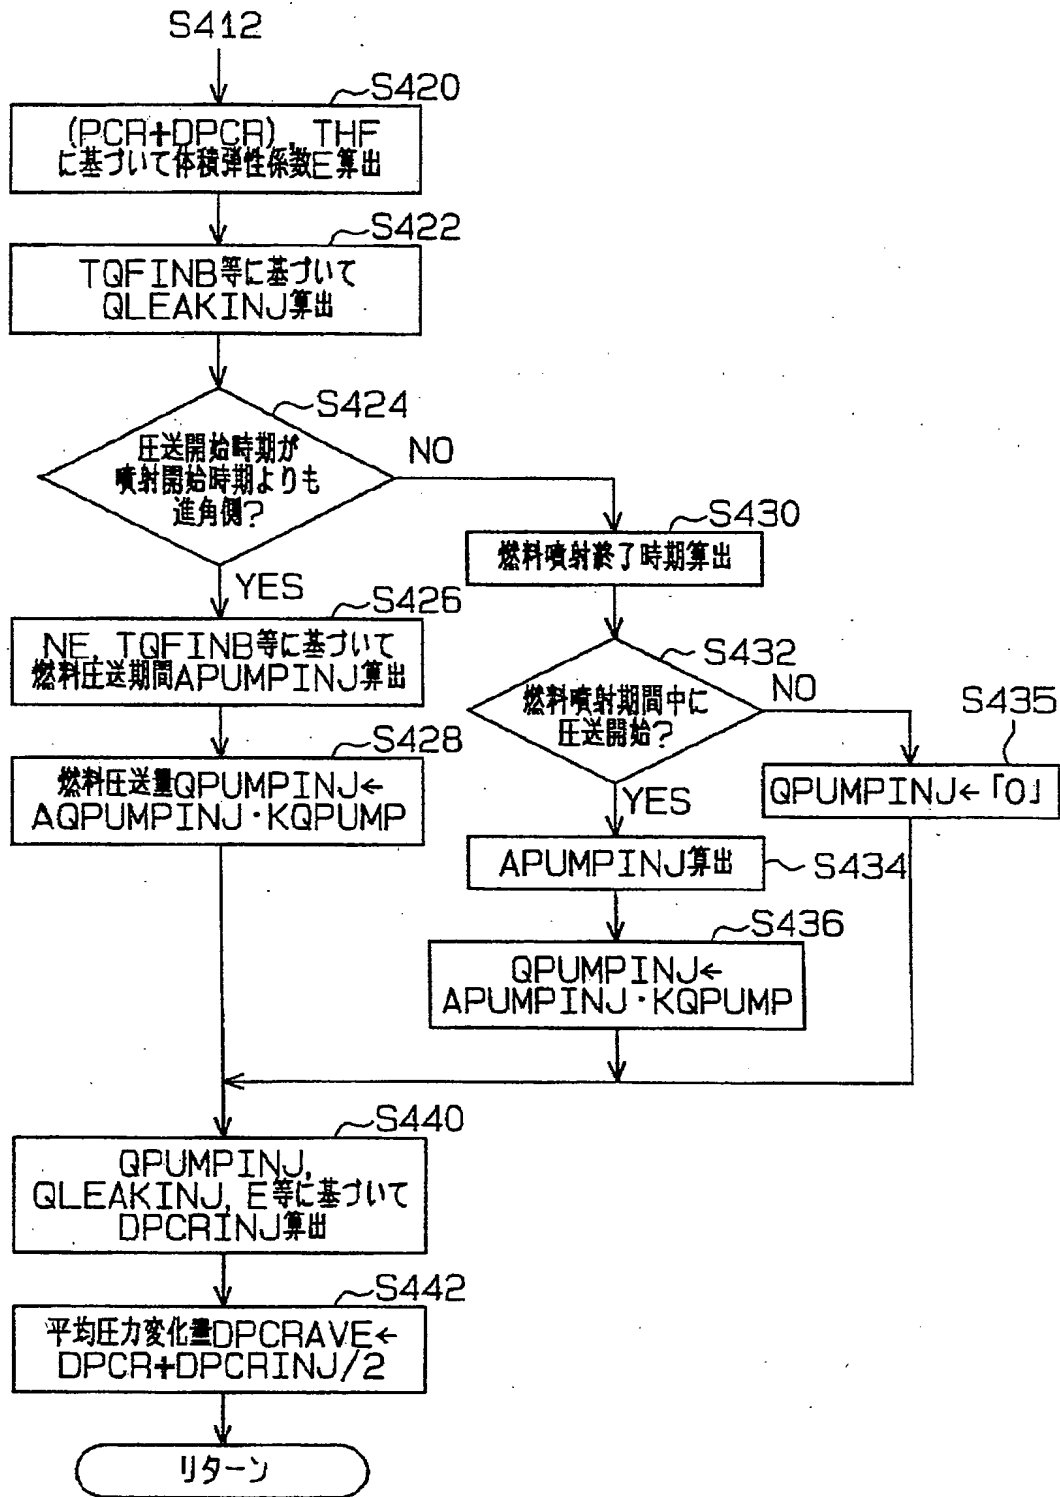 S412
S420
(PCR+DPCR), THF
に基づいて体積弾性係数E算出
S422
TQFINB等に基づいて
QLEAKINJ算出
S424
圧送開始時期が
噴射開始時期よりも
進角側?
NO
YES
S426
NE, TQFINB等に基づいて
燃料圧送期間APUMPINJ算出
S428
燃料圧送量QPUMPINJ←
AQPUMPINJ・KQPUMP
S430
燃料噴射終了時期算出
S432
燃料噴射期間中に
圧送開始?
NO
YES
S435
QPUMPINJ←「0」
S434
APUMPINJ算出
S436
QPUMPINJ←
APUMPINJ・KQPUMP
S440
QPUMPINJ,
QLEAKINJ, E等に基づいて
DPCRINJ算出
S442
平均圧力変化量DPCRAVE←
DPCR+DPCRINJ/2
リターン